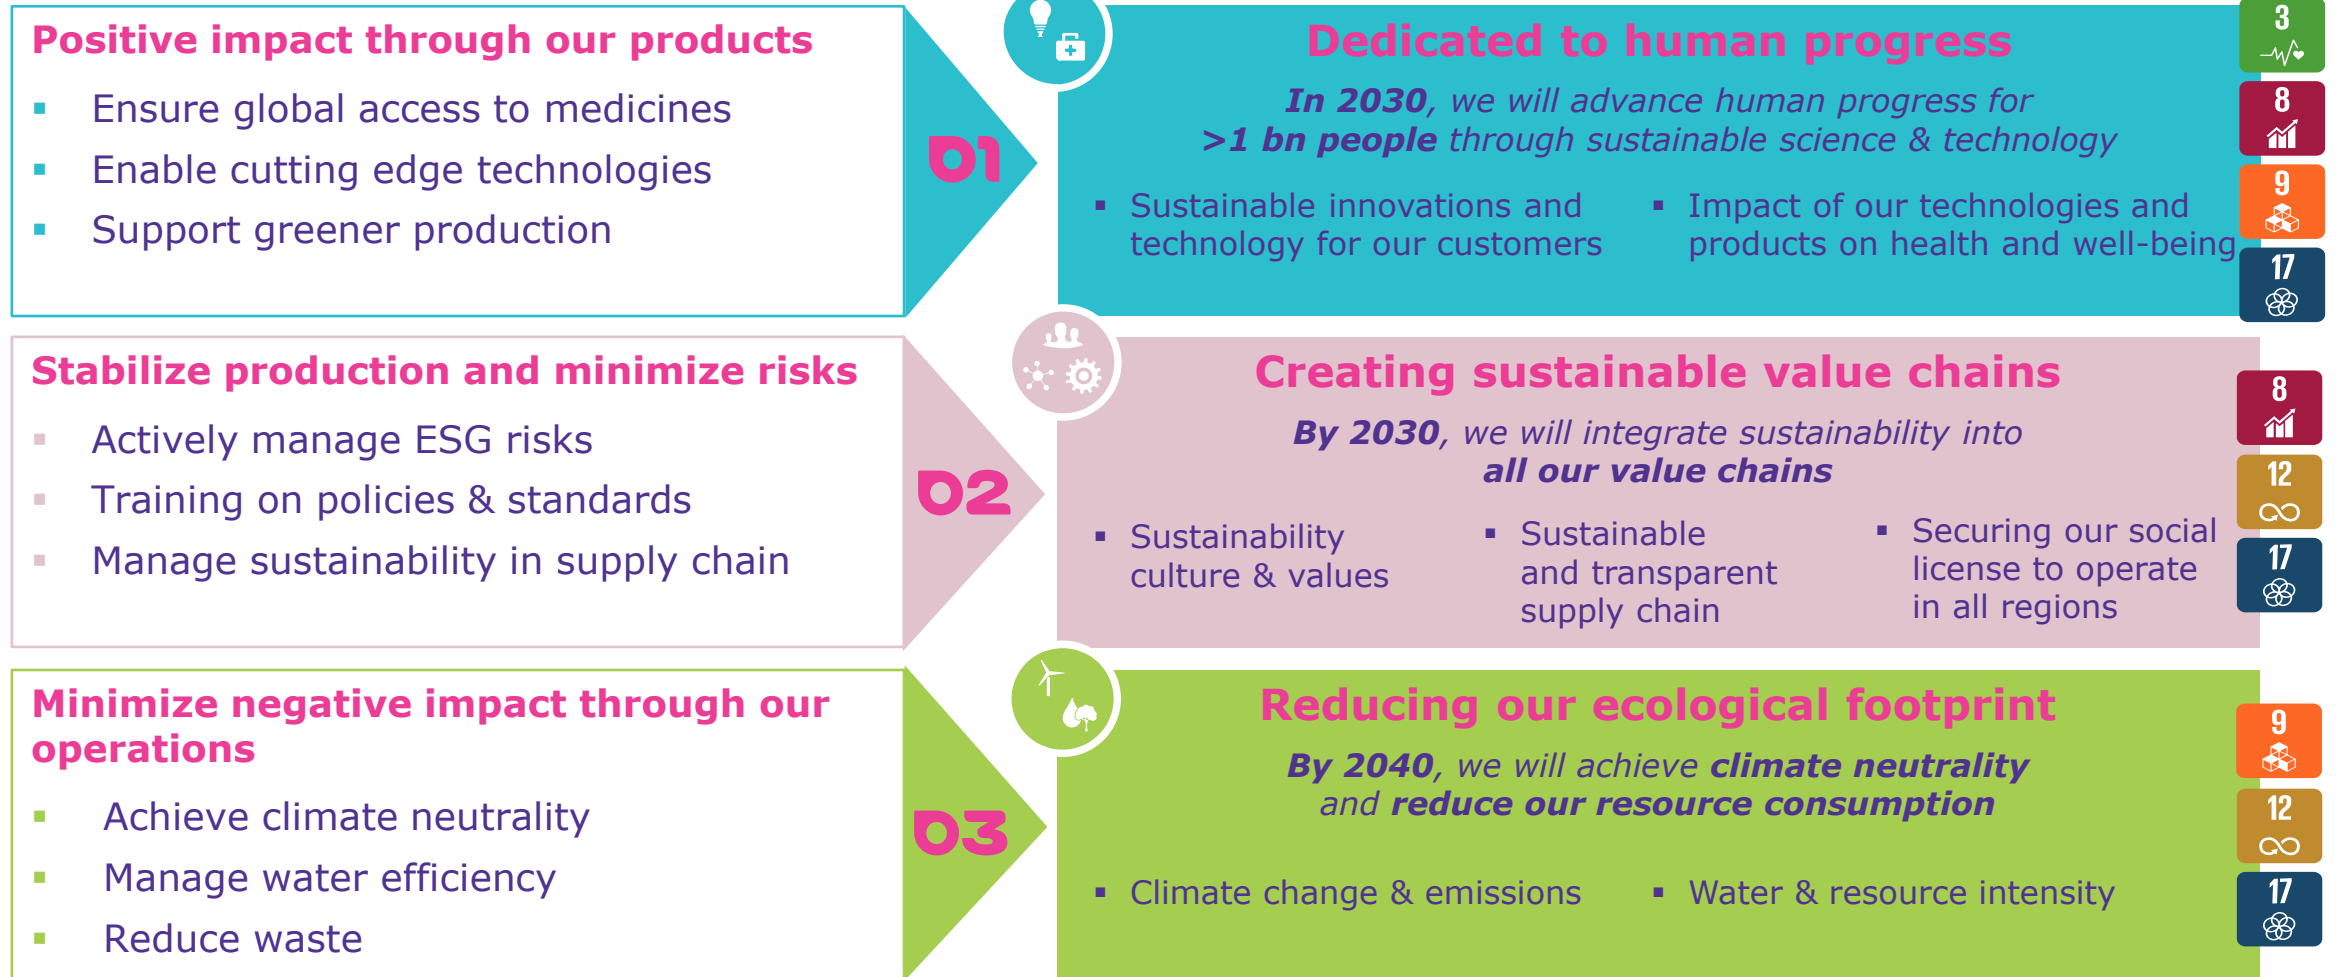 Positive impact through our products
▪ Ensure global access to medicines
▪ Enable cutting edge technologies
▪ Support greener production
01
Dedicated to human progress
In 2030, we will advance human progress for
>1 bn people through sustainable science & technology
▪ Sustainable innovations and
technology for our customers
▪ Impact of our technologies and
products on health and well-being
3
8
9
17
Stabilize production and minimize risks
▪ Actively manage ESG risks
▪ Training on policies & standards
▪ Manage sustainability in supply chain
02
Creating sustainable value chains
By 2030, we will integrate sustainability into
all our value chains
▪ Sustainability
culture & values
▪ Sustainable
and transparent
supply chain
▪ Securing our social
license to operate
in all regions
8
12
17
Minimize negative impact through our
operations
▪ Achieve climate neutrality
▪ Manage water efficiency
▪ Reduce waste
03
Reducing our ecological footprint
By 2040, we will achieve climate neutrality
and reduce our resource consumption
▪ Climate change & emissions
▪ Water & resource intensity
9
12
17